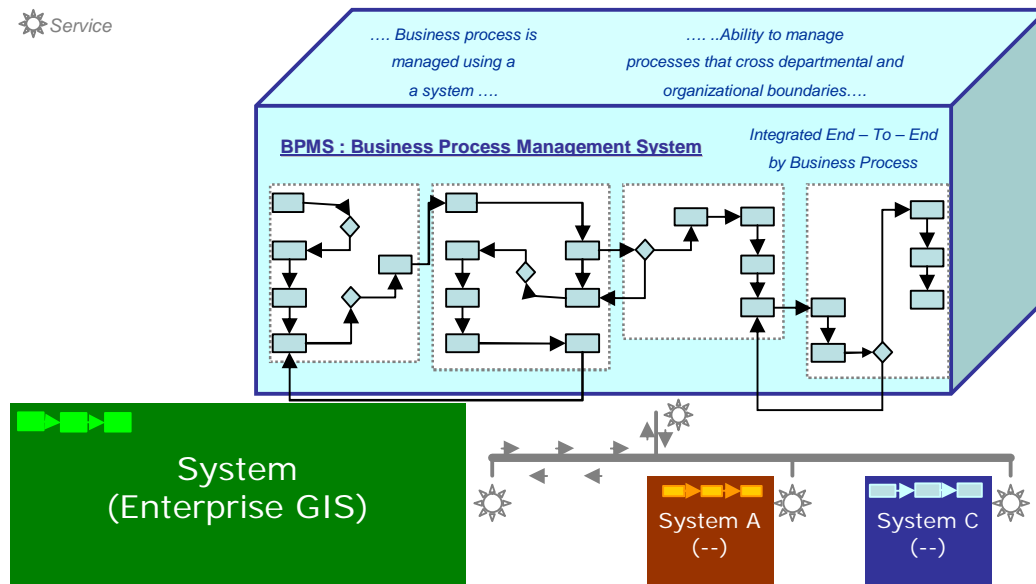 Service
…. Business process is
managed using a
a system ….
…. ..Ability to manage
processes that cross departmental and
organizational boundaries….
BPMS : Business Process Management System
Integrated End – To – End
by Business Process
System
(Enterprise GIS)
System A
(--)
System C
(--)